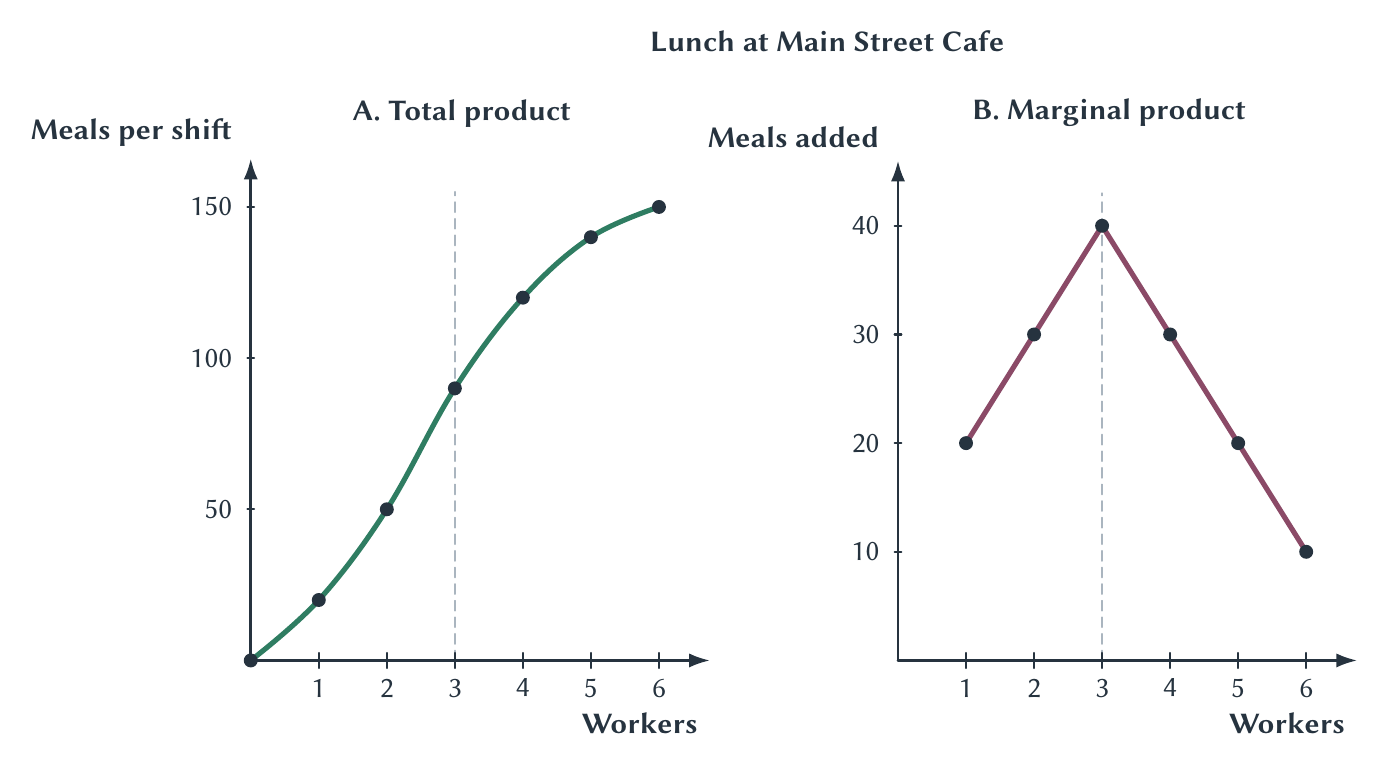 Lunch at Main Street Cafe
A. Total product
Meals per shift
150
100
50
1 2 3 4 5 6
Workers
B. Marginal product
Meals added
40
30
20
10
1 2 3 4 5 6
Workers